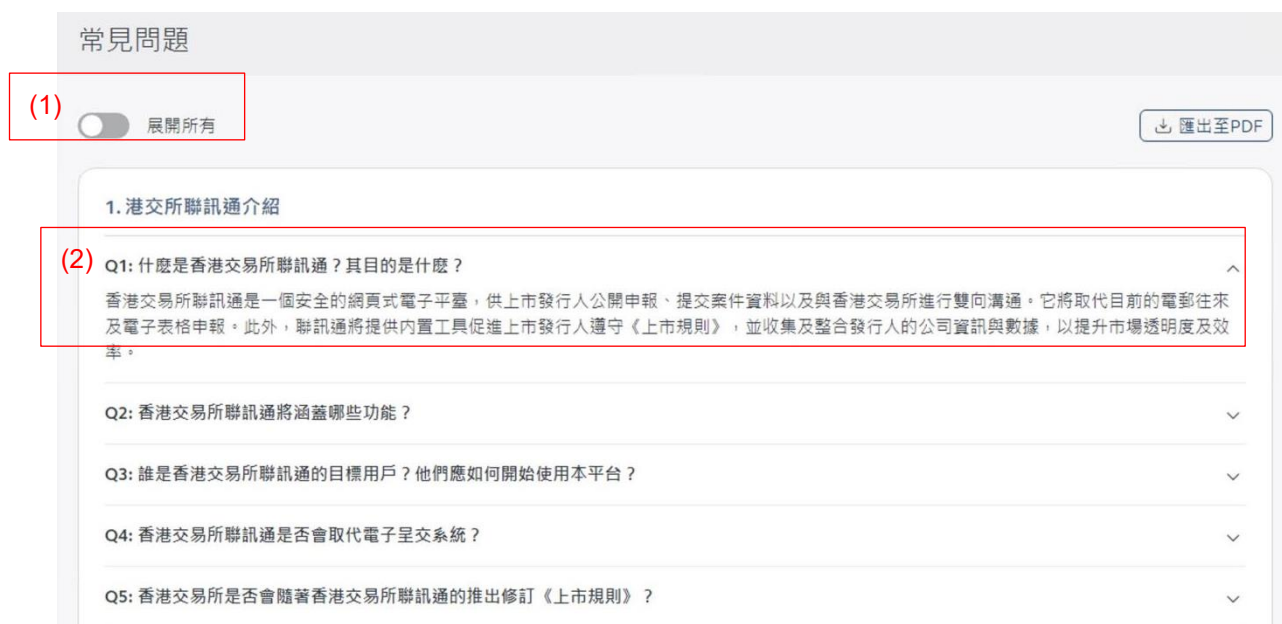 常見問題
(1)
展開所有
匯出至PDF
1. 港交所聯訊通介紹
(2)
Q1: 什麼是香港交易所聯訊通？其目的是什麼？
香港交易所聯訊通是一個安全的網頁式電子平臺，供上市發行人公開申報、提交案件資料以及與香港交易所進行雙向溝通。它將取代目前的電郵往來
及電子表格申報。此外，聯訊通將提供內置工具促進上市發行人遵守《上市規則》，並收集及整合發行人的公司資訊與數據，以提升市場透明度及效
率。
Q2: 香港交易所聯訊通將涵蓋哪些功能？
Q3: 誰是香港交易所聯訊通的目標用戶？他們應如何開始使用本平台？
Q4: 香港交易所聯訊通是否會取代電子呈交系統？
Q5: 香港交易所是否會隨著香港交易所聯訊通的推出修訂《上市規則》？